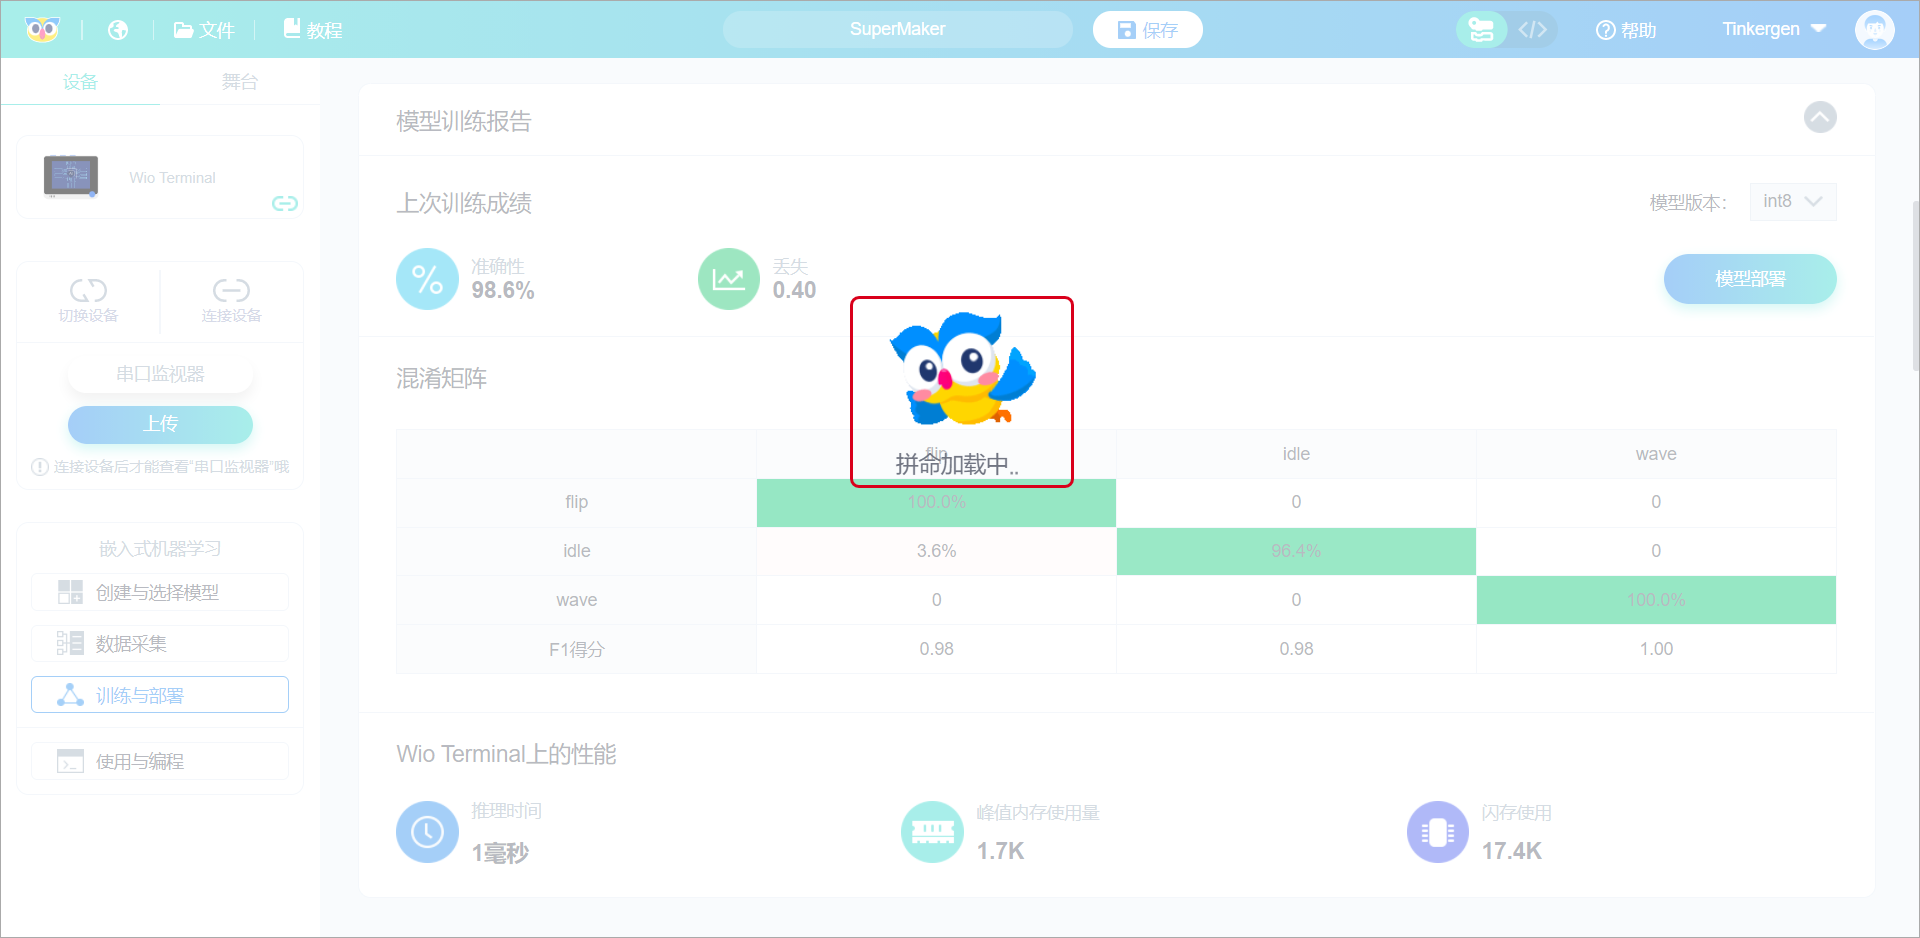 文件
教程
SuperMaker
保存
</>
帮助
Tinkergen
设备
舞台
Wio Terminal
切换设备
连接设备
串口监视器
上传
连接设备后才能查看“串口监视器”哦
嵌入式机器学习
创建与选择模型
数据采集
训练与部署
使用与编程
模型训练报告
上次训练成绩
模型版本：
int8
准确性
98.6%
丢失
0.40
模型部署
混淆矩阵
拼命加载中..
flip idle wave
flip 100.0% 0 0
idle 3.6% 96.4% 0
wave 0 0 100.0%
F1得分 0.98 0.98 1.00
Wio Terminal上的性能
推理时间
1毫秒
峰值内存使用量
1.7K
闪存使用
17.4K